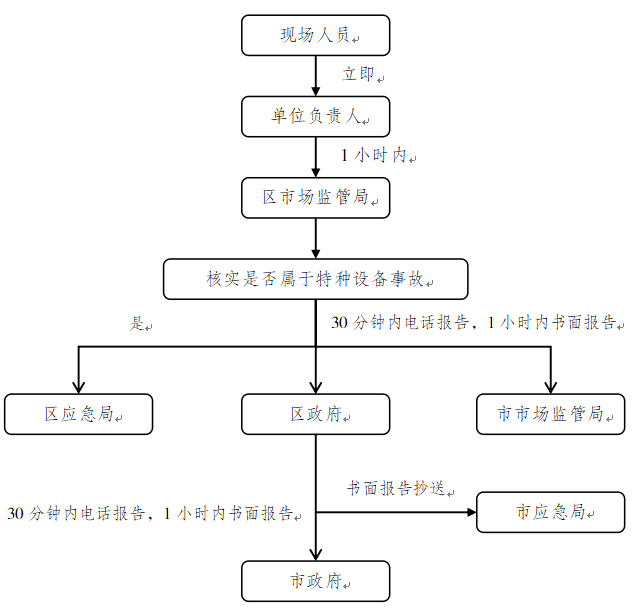 现场人员
立即
单位负责人
1 小时内
区市场监管局
核实是否属于特种设备事故
是
30 分钟内电话报告，1 小时内书面报告
区应急局
区政府
市市场监管局
书面报告抄送
30 分钟内电话报告，1 小时内书面报告
市应急局
市政府